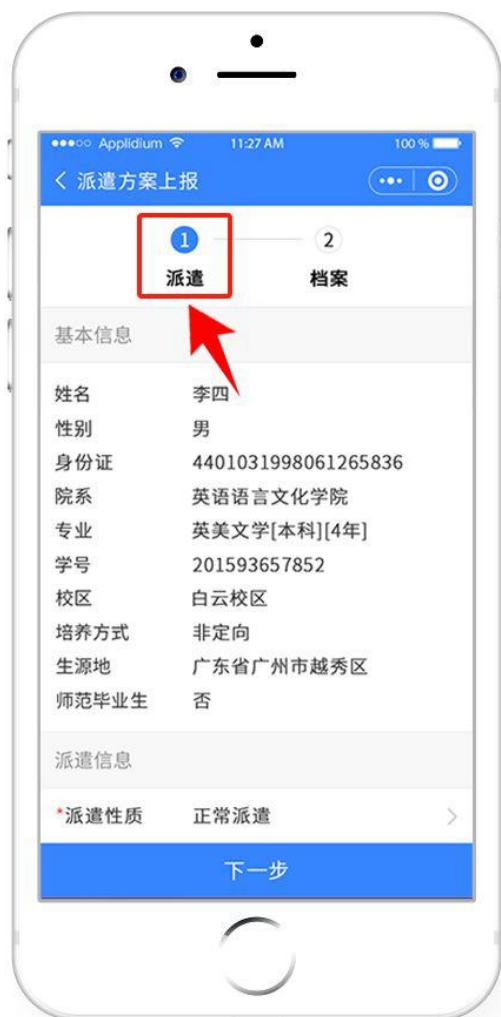 Applidium 11:27 AM 100 %
派遣方案上报
1 2
派遣 档案
基本信息
姓名 李四
性别 男
身份证 4401031998061265836
院系 英语语言文化学院
专业 英美文学[本科][4年]
学号 201593657852
校区 白云校区
培养方式 非定向
生源地 广东省广州市越秀区
师范毕业生 否
派遣信息
*派遣性质 正常派遣
下一步